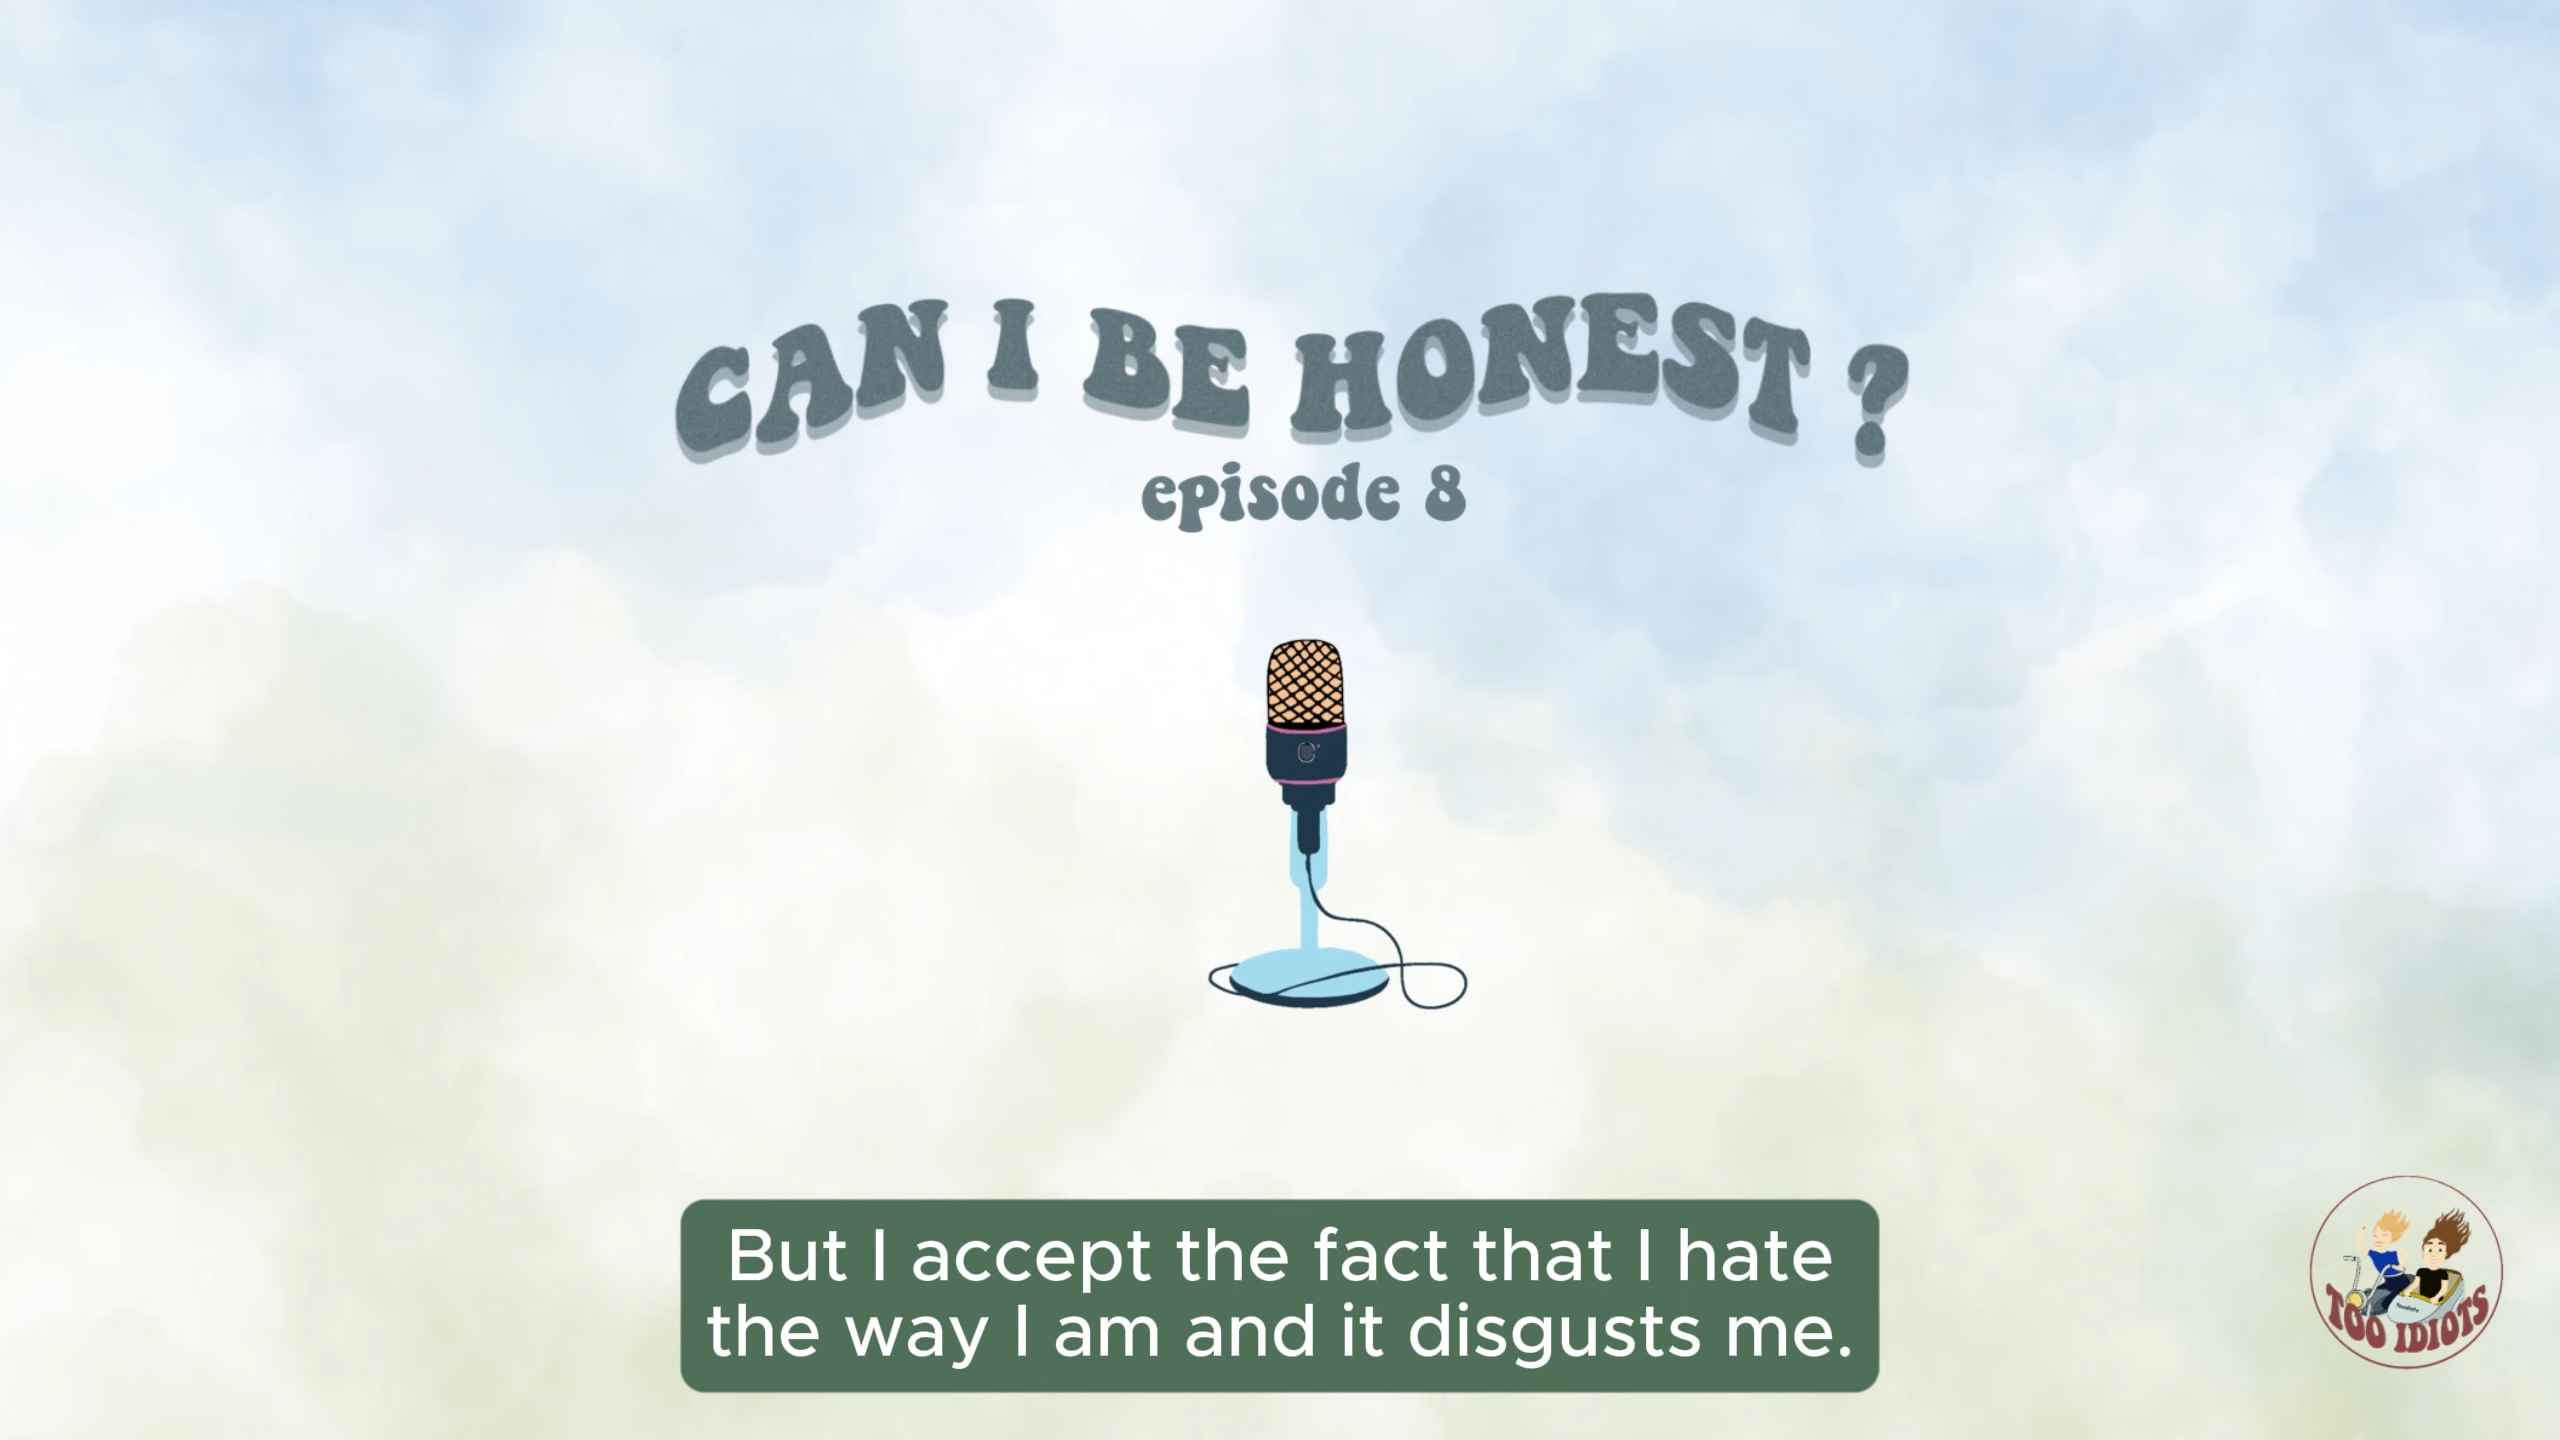 CAN I BE HONEST ?
episode 8
But I accept the fact that I hate
the way I am and it disgusts me.
TOO IDIOTS